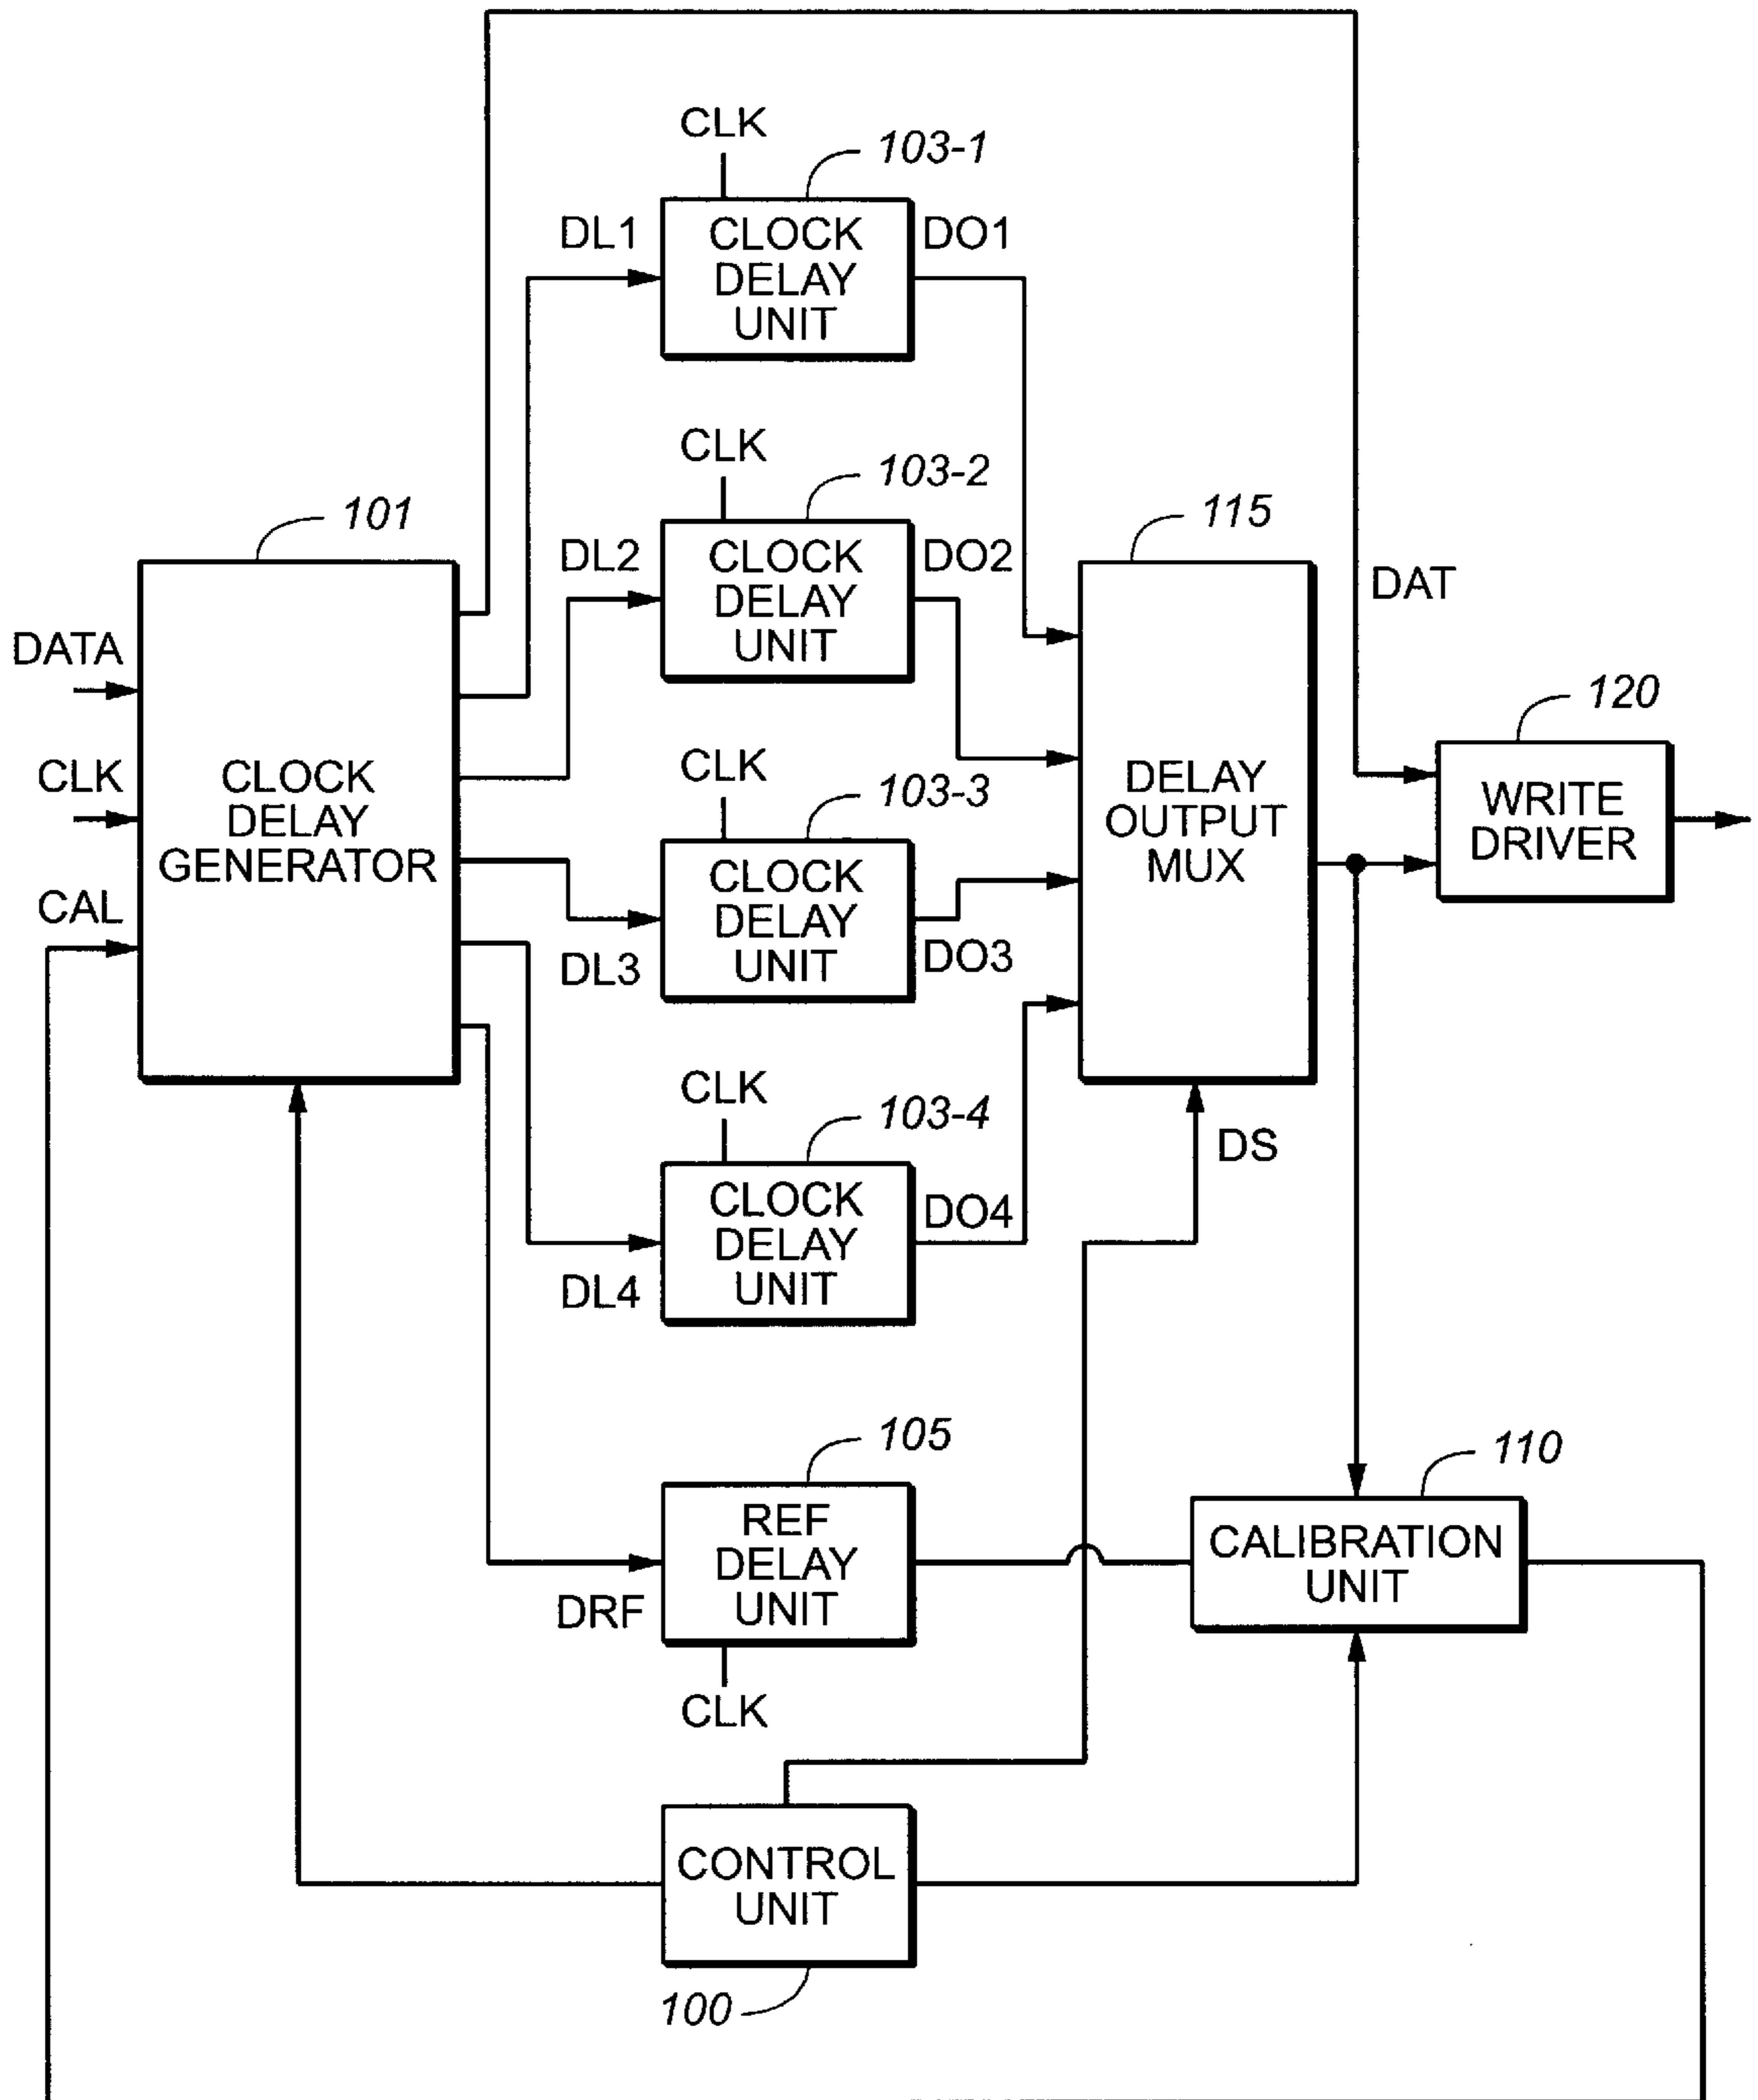 CLK
103-1
DL1
CLOCK
DELAY
UNIT
DO1
CLK
103-2
DL2
CLOCK
DELAY
UNIT
DO2
101
115
DAT
DATA
CLK
CAL
CLOCK
DELAY
GENERATOR
CLK
103-3
CLOCK
DELAY
UNIT
DL3
DO3
DELAY
OUTPUT
MUX
120
WRITE
DRIVER
CLK
103-4
CLOCK
DELAY
UNIT
DL4
DO4
DS
105
REF
DELAY
UNIT
DRF
CLK
110
CALIBRATION
UNIT
CONTROL
UNIT
100